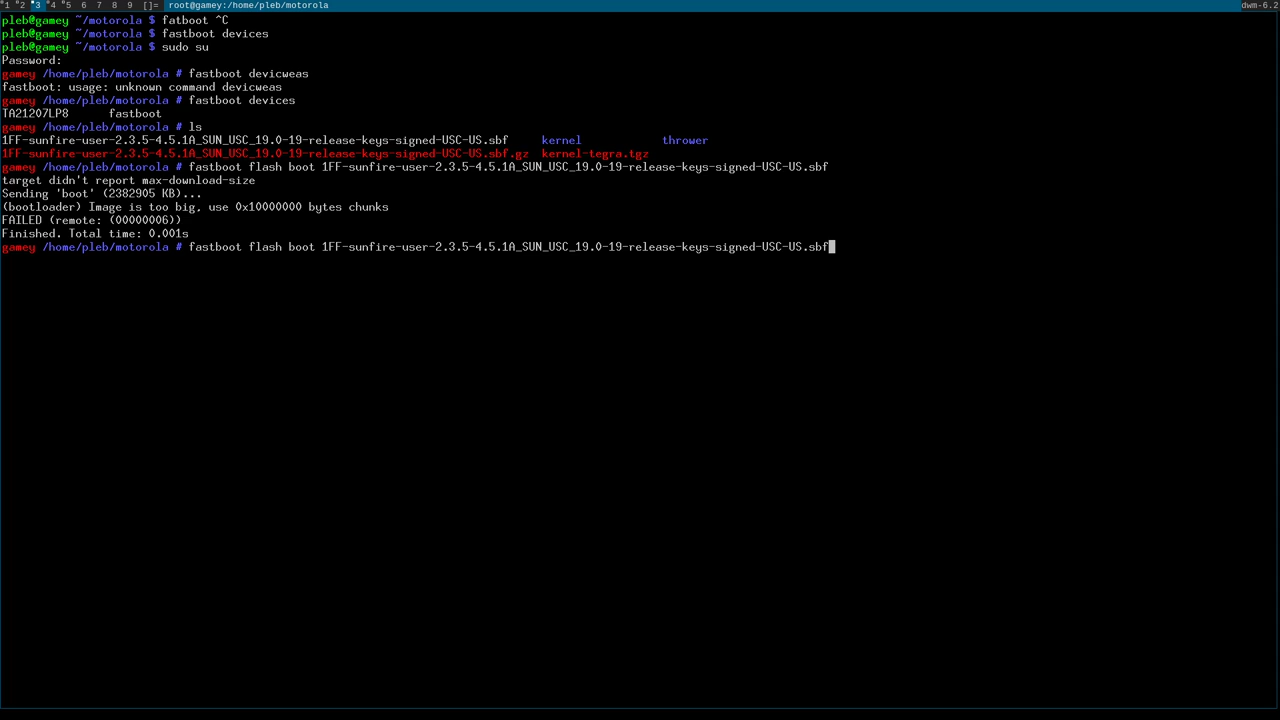 1 2 3 4 5 6 7 8 9 []= root@gamey:/home/pleb/motorola dwm-6.2
pleb@gamey ~/motorola $ fatboot ^C
pleb@gamey ~/motorola $ fastboot devices
pleb@gamey ~/motorola $ sudo su
Password:
gamey /home/pleb/motorola # fastboot devicweas
fastboot: usage: unknown command devicweas
gamey /home/pleb/motorola # fastboot devices
TA21207LP8 fastboot
gamey /home/pleb/motorola # ls
1FF-sunfire-user-2.3.5-4.5.1A_SUN_USC_19.0-19-release-keys-signed-USC-US.sbf kernel thrower
1FF-sunfire-user-2.3.5-4.5.1A_SUN_USC_19.0-19-release-keys-signed-USC-US.sbf.gz kernel-tegra.tgz
gamey /home/pleb/motorola # fastboot flash boot 1FF-sunfire-user-2.3.5-4.5.1A_SUN_USC_19.0-19-release-keys-signed-USC-US.sbf
target didn't report max-download-size
Sending 'boot' (2382905 KB)...
(bootloader) Image is too big, use 0x10000000 bytes chunks
FAILED (remote: (00000006))
Finished. Total time: 0.001s
gamey /home/pleb/motorola # fastboot flash boot 1FF-sunfire-user-2.3.5-4.5.1A_SUN_USC_19.0-19-release-keys-signed-USC-US.sbf